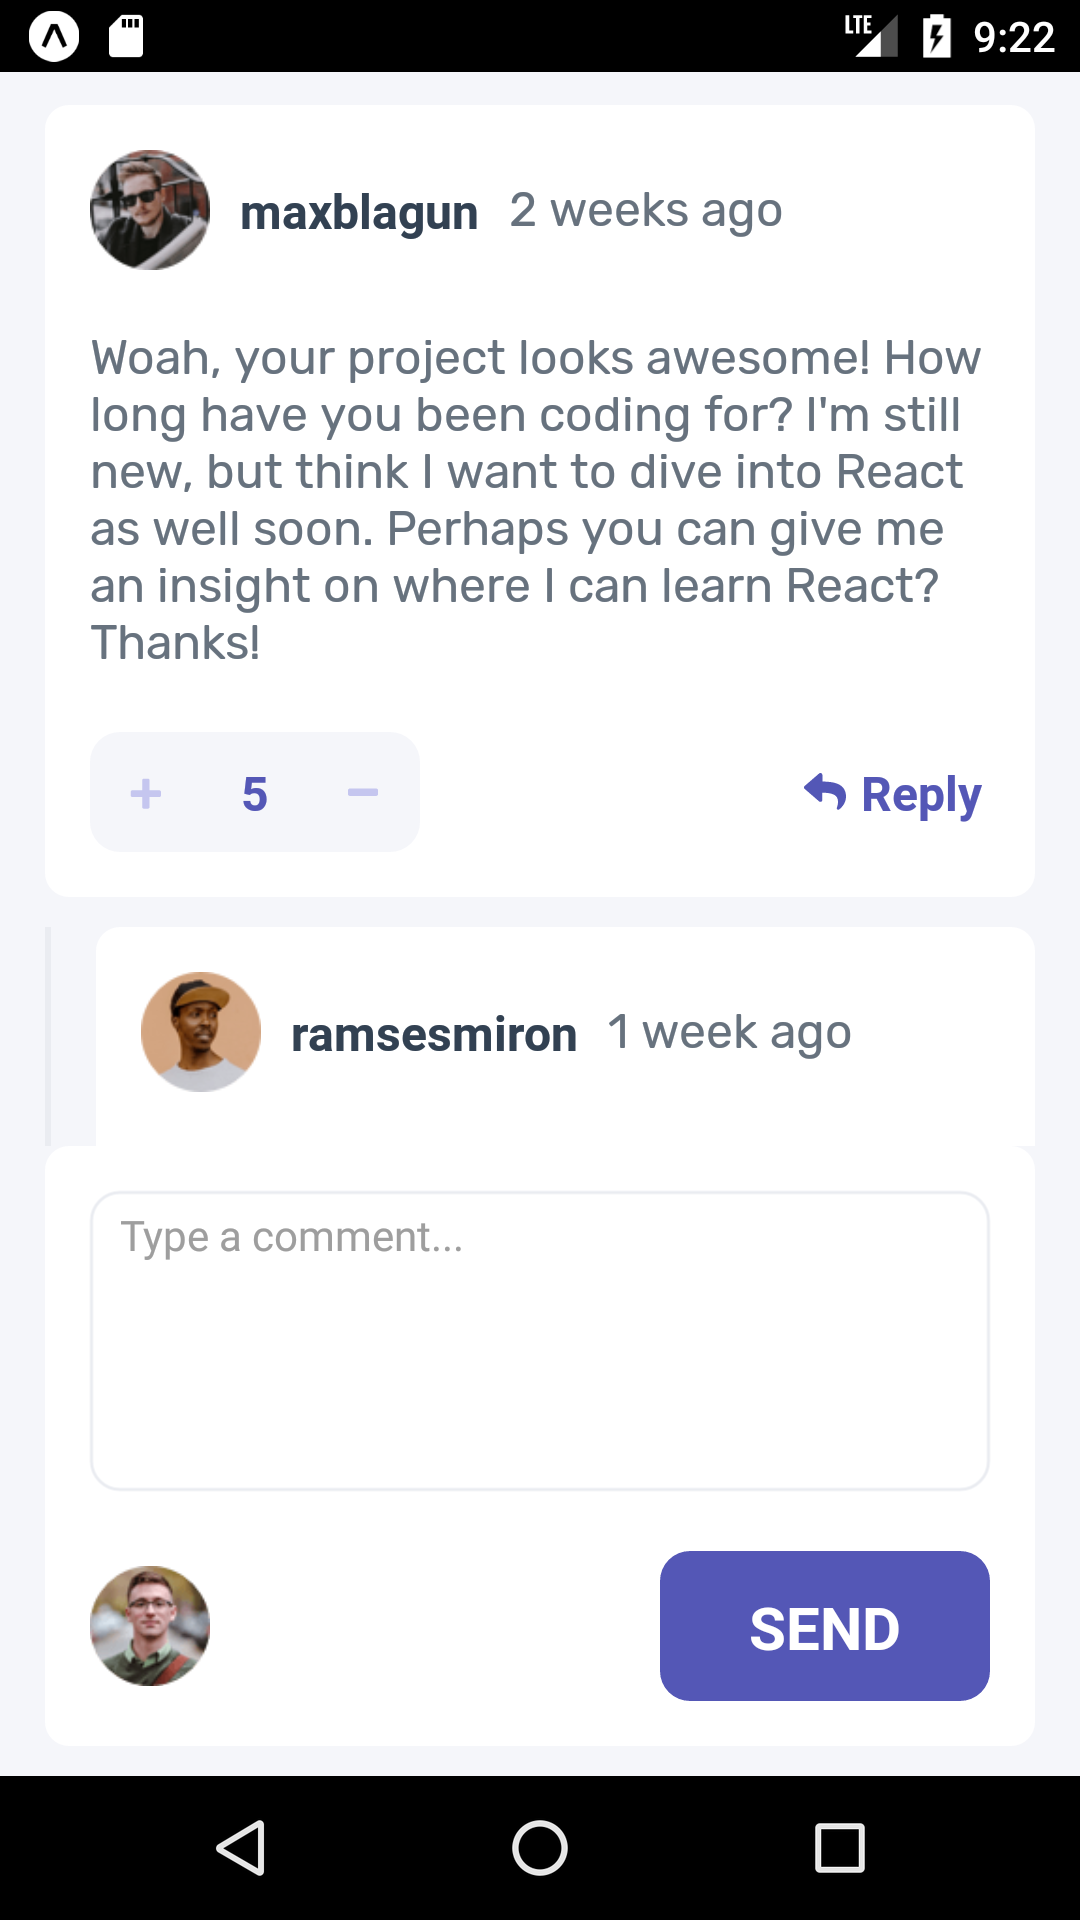 LTE 9:22
maxblagun 2 weeks ago
Woah, your project looks awesome! How
long have you been coding for? I'm still
new, but think I want to dive into React
as well soon. Perhaps you can give me
an insight on where I can learn React?
Thanks!
+ 5 − Reply
ramsesmiron 1 week ago
Type a comment...
SEND